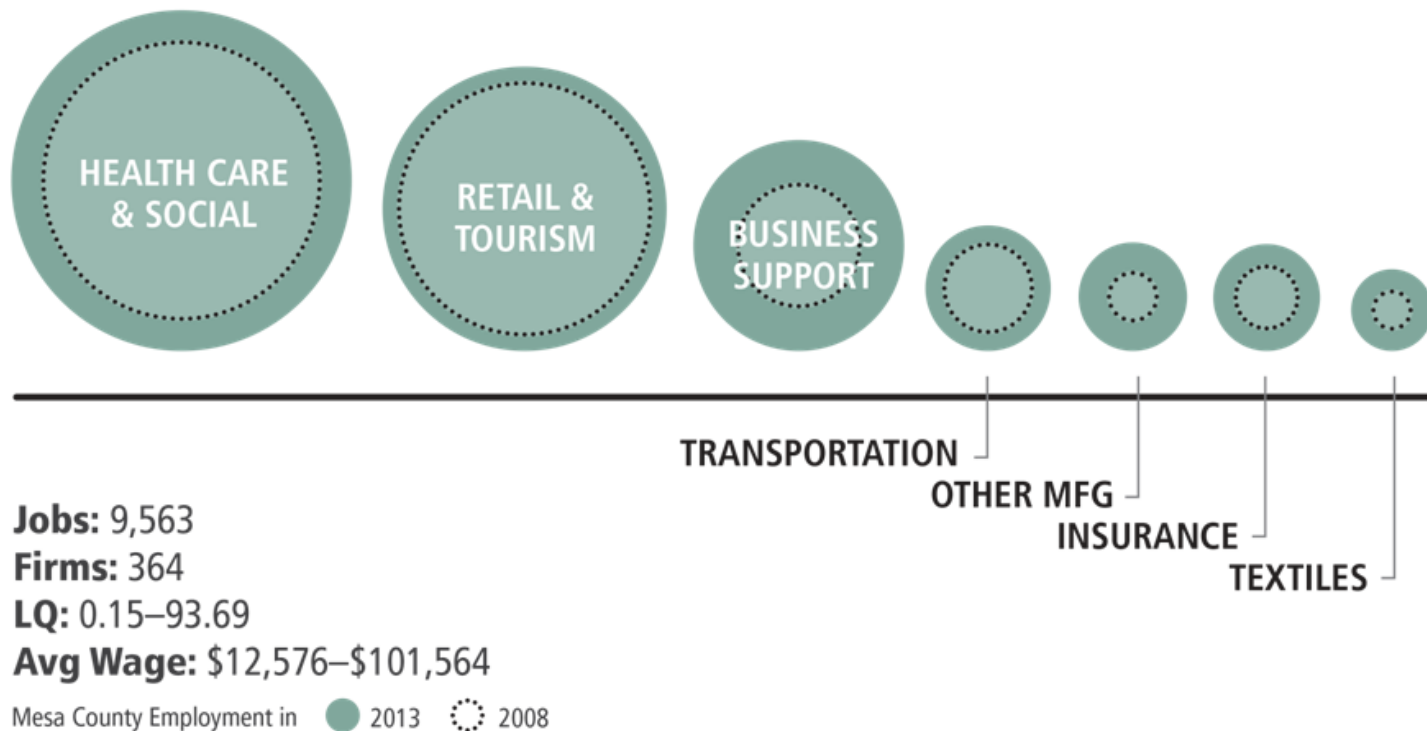 HEALTH CARE
& SOCIAL
RETAIL &
TOURISM
BUSINESS
SUPPORT
TRANSPORTATION
OTHER MFG
INSURANCE
TEXTILES
Jobs: 9,563
Firms: 364
LQ: 0.15–93.69
Avg Wage: $12,576–$101,564
Mesa County Employment in 2013 2008